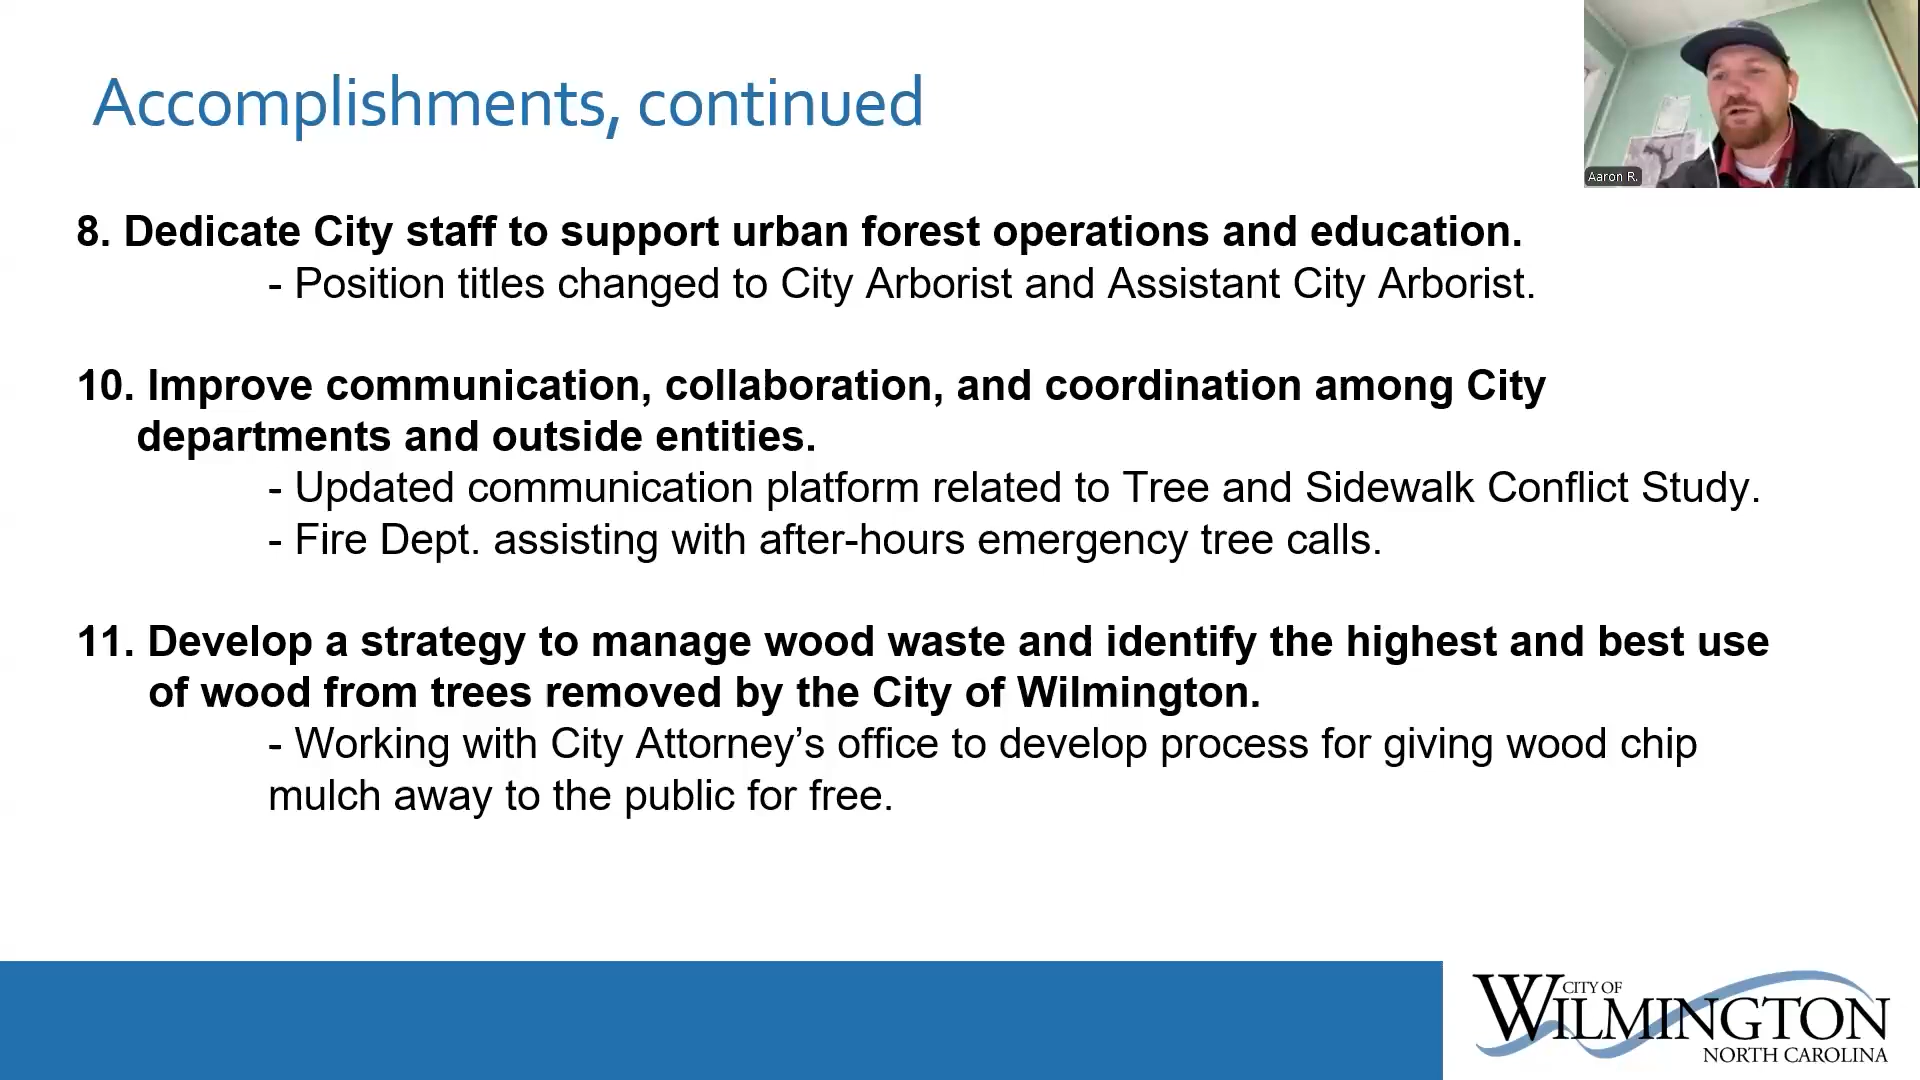 Accomplishments, continued
Aaron R.
8. Dedicate City staff to support urban forest operations and education.
- Position titles changed to City Arborist and Assistant City Arborist.
10. Improve communication, collaboration, and coordination among City
departments and outside entities.
- Updated communication platform related to Tree and Sidewalk Conflict Study.
- Fire Dept. assisting with after-hours emergency tree calls.
11. Develop a strategy to manage wood waste and identify the highest and best use
of wood from trees removed by the City of Wilmington.
- Working with City Attorney’s office to develop process for giving wood chip
mulch away to the public for free.
CITY OF
WILMINGTON
NORTH CAROLINA